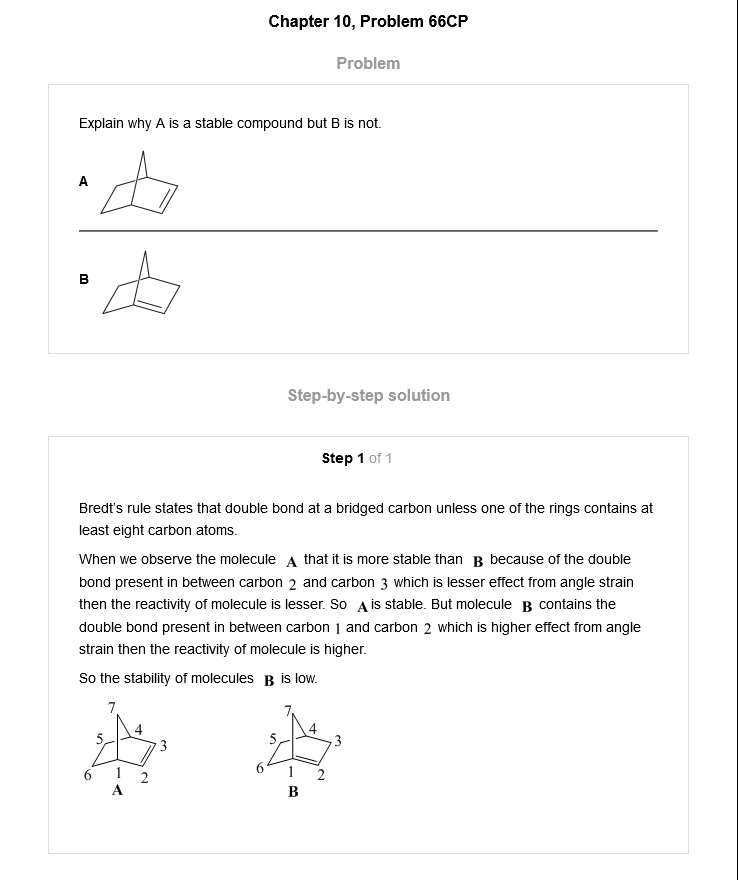 Chapter 10, Problem 66CP
Problem
Explain why A is a stable compound but B is not.
A
B
Step-by-step solution
Step 1 of 1
Bredt's rule states that double bond at a bridged carbon unless one of the rings contains at
least eight carbon atoms.
When we observe the molecule A that it is more stable than B because of the double
bond present in between carbon 2 and carbon 3 which is lesser effect from angle strain
then the reactivity of molecule is lesser. So A is stable. But molecule B contains the
double bond present in between carbon 1 and carbon 2 which is higher effect from angle
strain then the reactivity of molecule is higher.
So the stability of molecules B is low.
7 7
4 4
5 3 5 3
6 1 2 6 1 2
A B